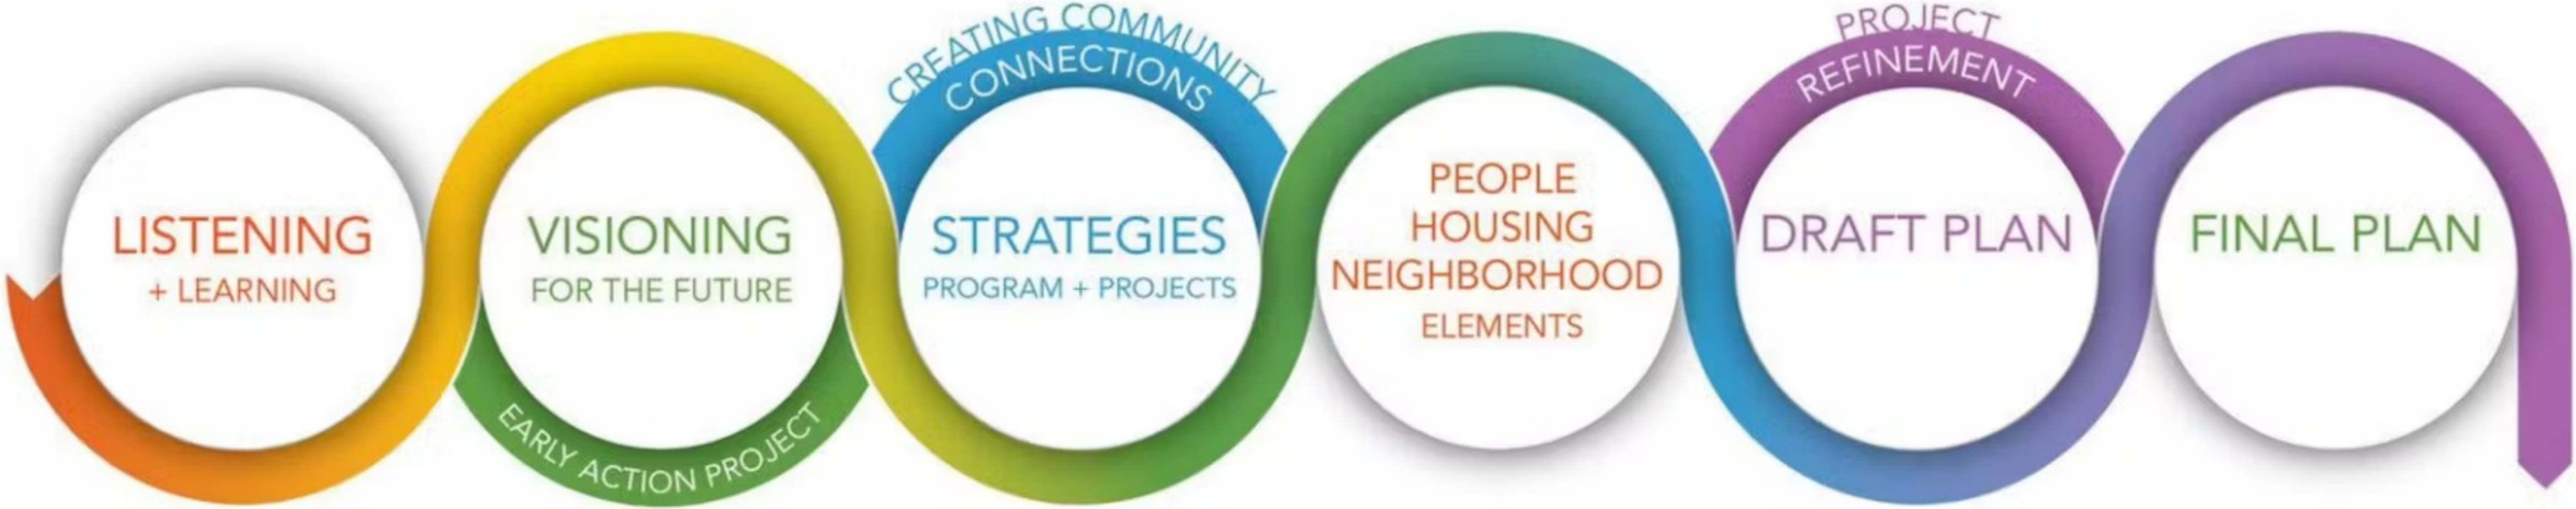 LISTENING
+ LEARNING
VISIONING
FOR THE FUTURE
EARLY ACTION PROJECT
CREATING COMMUNITY
CONNECTIONS
STRATEGIES
PROGRAM + PROJECTS
PEOPLE
HOUSING
NEIGHBORHOOD
ELEMENTS
PROJECT
REFINEMENT
DRAFT PLAN
FINAL PLAN